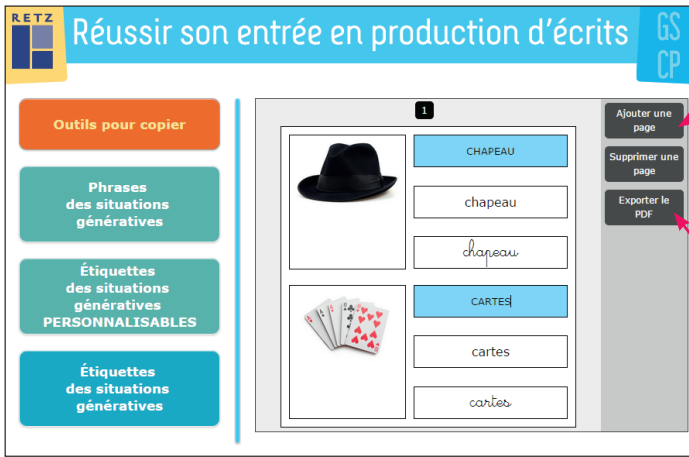 RETZ
Réussir son entrée en production d'écrits
GS
CP
Outils pour copier
Phrases
des situations
génératives
Étiquettes
des situations
génératives
PERSONNALISABLES
Étiquettes
des situations
génératives
1
CHAPEAU
chapeau
chapeau
CARTES
cartes
cartes
Ajouter une
page
Supprimer une
page
Exporter le
PDF